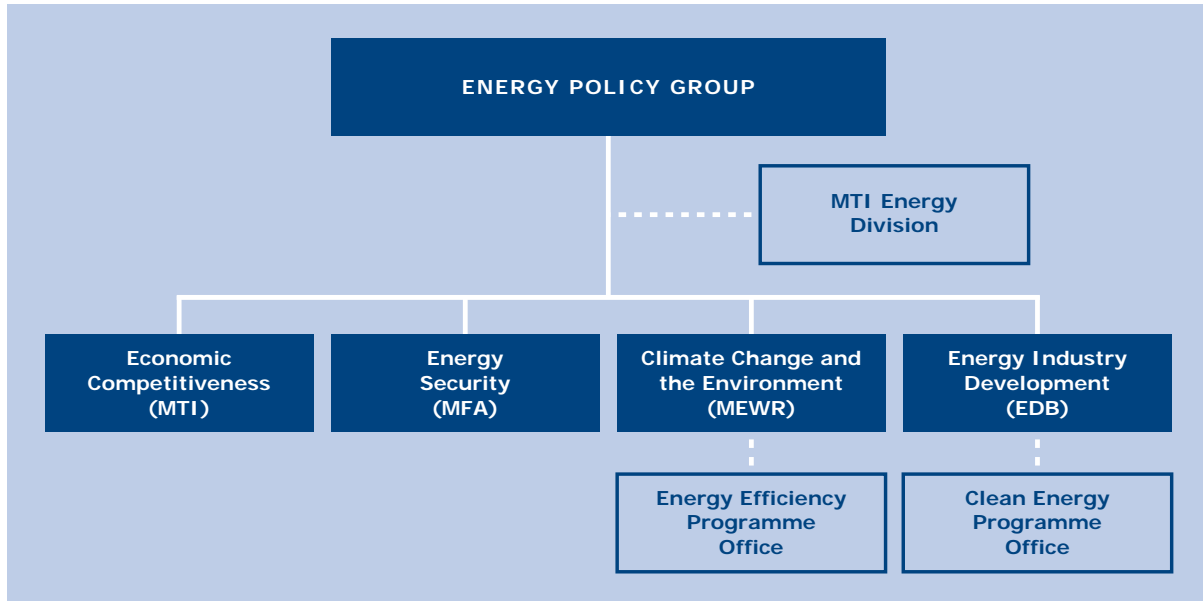 ENERGY POLICY GROUP
MTI Energy
Division
Economic
Competitiveness
(MTI)
Energy
Security
(MFA)
Climate Change and
the Environment
(MEWR)
Energy Industry
Development
(EDB)
Energy Efficiency
Programme
Office
Clean Energy
Programme
Office